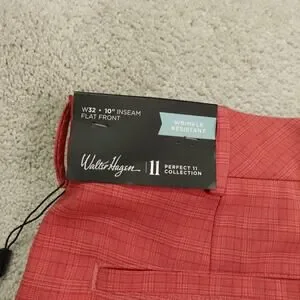 W32 • 10" INSEAM
FLAT FRONT
WRINKLE
RESISTANT
Walter Hagen
11
PERFECT 11
COLLECTION